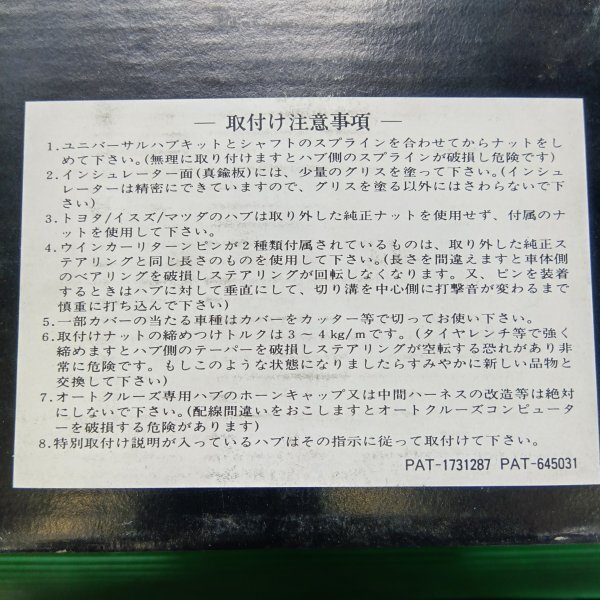 ― 取付け注意事項 ―
1.ユニバーサルハブキットとシャフトのスプラインを合わせてからナットをし
めて下さい。(無理に取り付けますとハブ側のスプラインが破損し危険です)
2.インシュレーター面(真鍮板)には、少量のグリスを塗って下さい。(インシュ
レーターは精密にできていますので、グリスを塗る以外にはさわらないで下
さい)
3.トヨタ/イスズ/マツダのハブは取り外した純正ナットを使用せず、付属のナ
ットを使用して下さい。
4.ウインカーリターンピンが2種類付属されているものは、取り外した純正ス
テアリングと同じ長さのものを使用して下さい。(長さを間違えますと車体側
のベアリングを破損しステアリングが回転しなくなります。又、ピンを装着
するときはハブに対して垂直にして、切り溝を中心側に打撃音が変わるまで
慎重に打ち込んで下さい)
5.一部カバーの当たる車種はカバーをカッター等で切ってお使い下さい。
6.取付けナットの締めつけトルクは3～4kg/mです。(タイヤレンチ等で強く
締めますとハブ側のテーパーを破損しステアリングが空転する恐れがあり非
常に危険です。もしこのような状態になりましたらすみやかに新しい品物と
交換して下さい)
7.オートクルーズ専用ハブのホーンキャップ又は中間ハーネスの改造等は絶対
にしないで下さい。(配線間違いをおこしますとオートクルーズコンピュータ
ーを破損する危険があります)
8.特別取付け説明が入っているハブはその指示に従って取付けて下さい。
PAT-1731287 PAT-645031